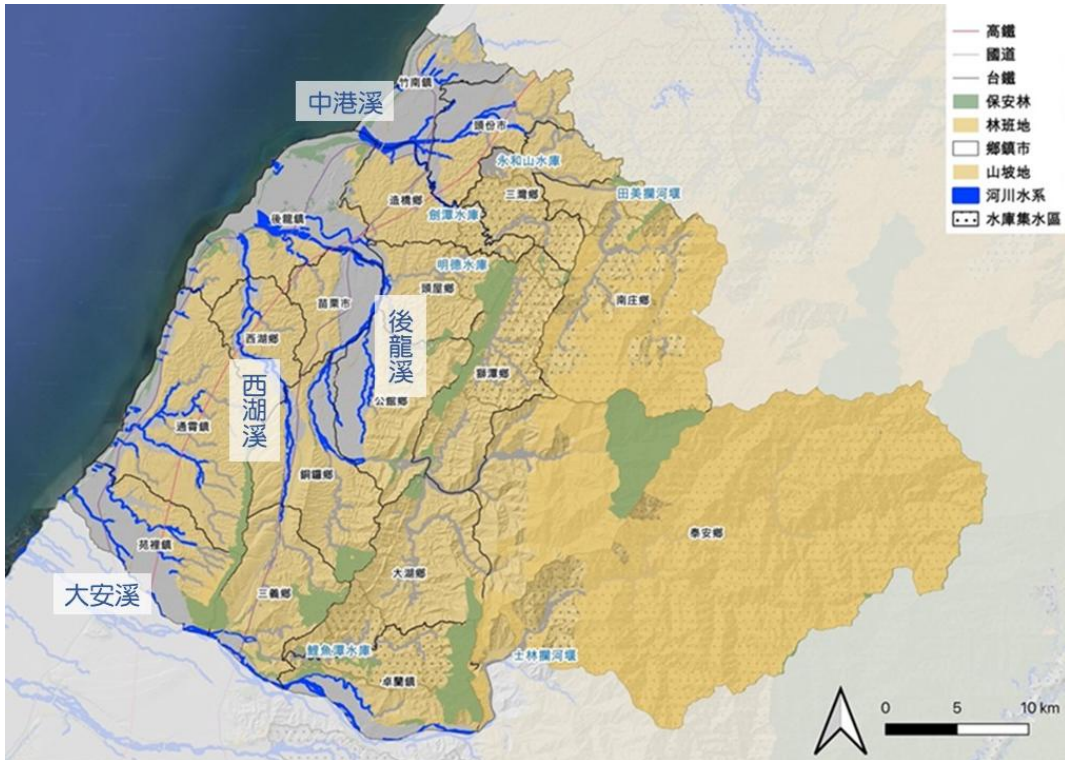 高鐵
國道
台鐵
保安林
林班地
鄉鎮市
山坡地
河川水系
水庫集水區
竹南鎮
中港溪
頭份市
永和山水庫
三灣鄉
田美攔河堰
造橋鄉
劍潭水庫
後龍鎮
明德水庫
頭屋鄉
南庄鄉
苗栗市
後龍溪
西湖鄉
獅潭鄉
西湖溪
公館鄉
通霄鎮
銅鑼鄉
泰安鄉
苑裡鎮
大湖鄉
大安溪
三義鄉
鯉魚潭水庫
士林攔河堰
卓蘭鎮
0 5 10 km